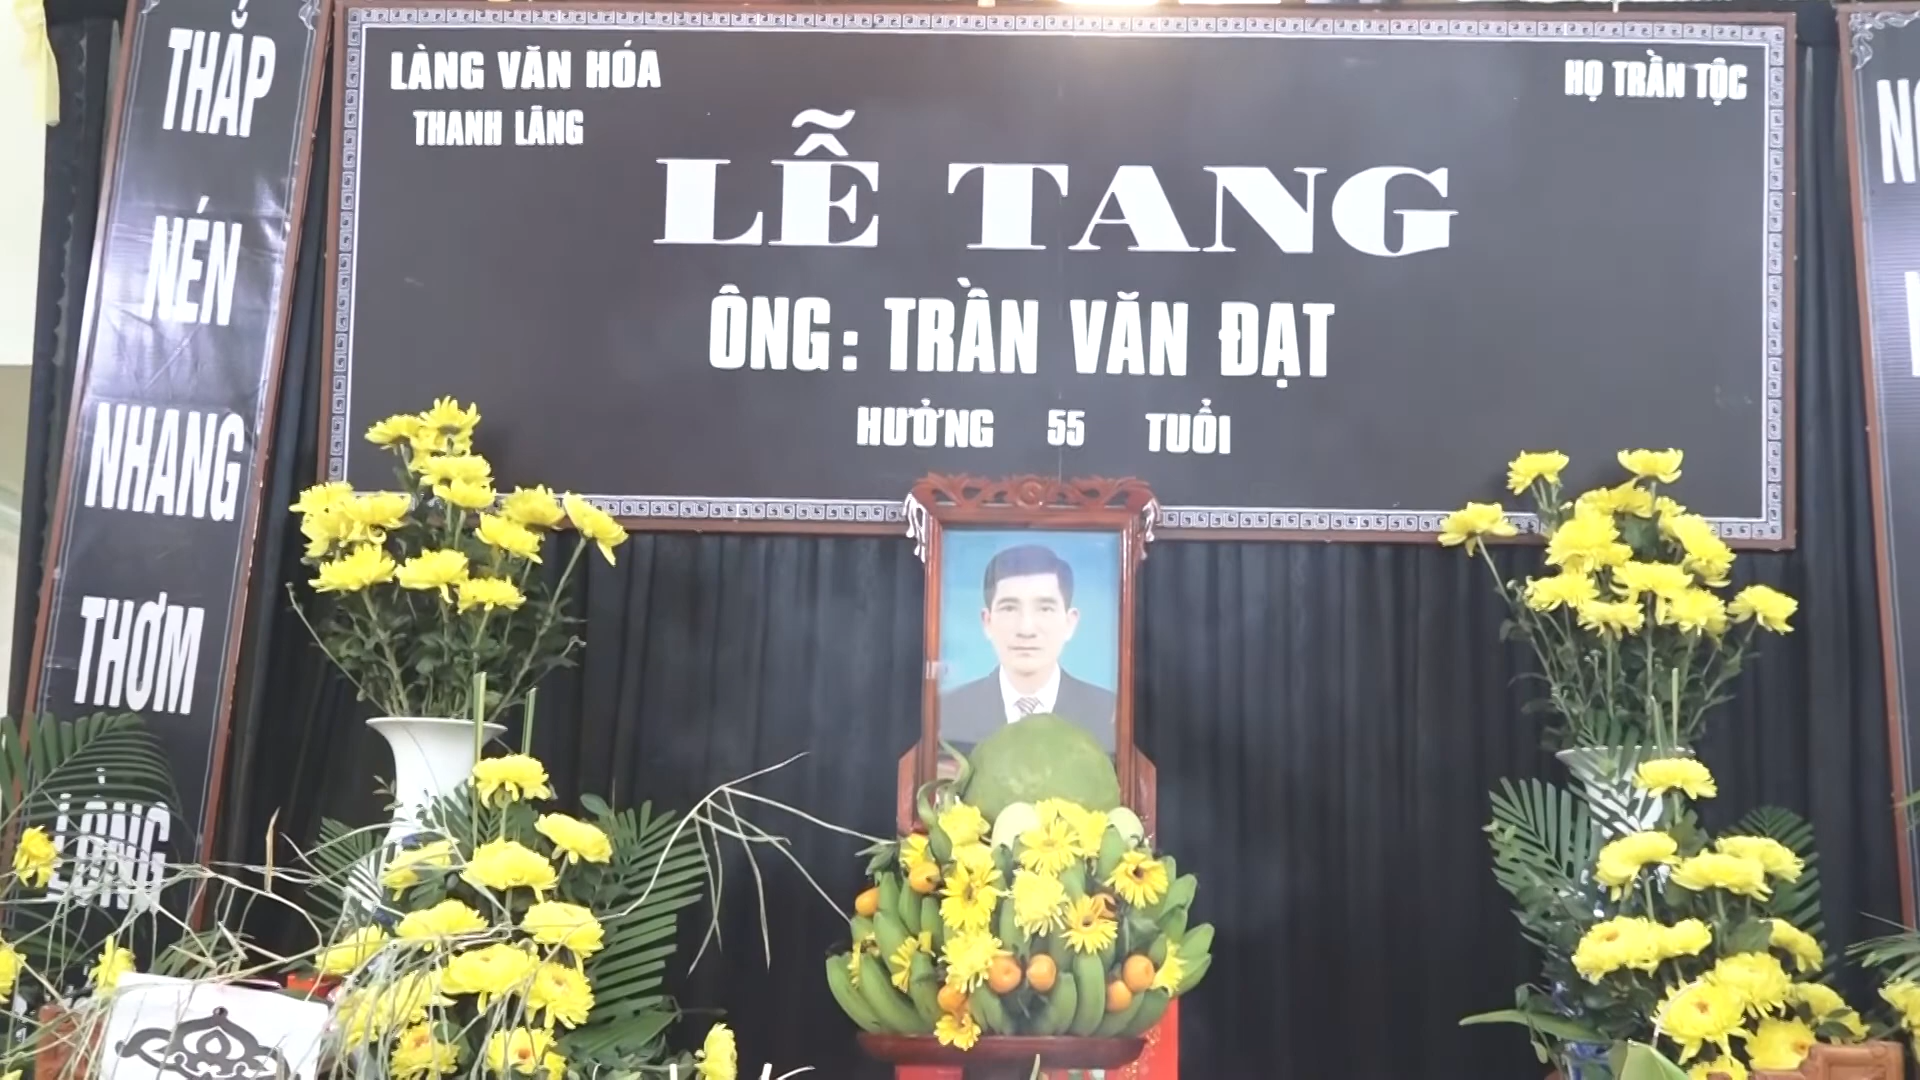 THẮP
NÉN
NHANG
THƠM
LÒNG
LÀNG VĂN HÓA
THANH LÃNG
HỌ TRẦN TỘC
LỄ TANG
ÔNG: TRẦN VĂN ĐẠT
HƯỞNG 55 TUỔI